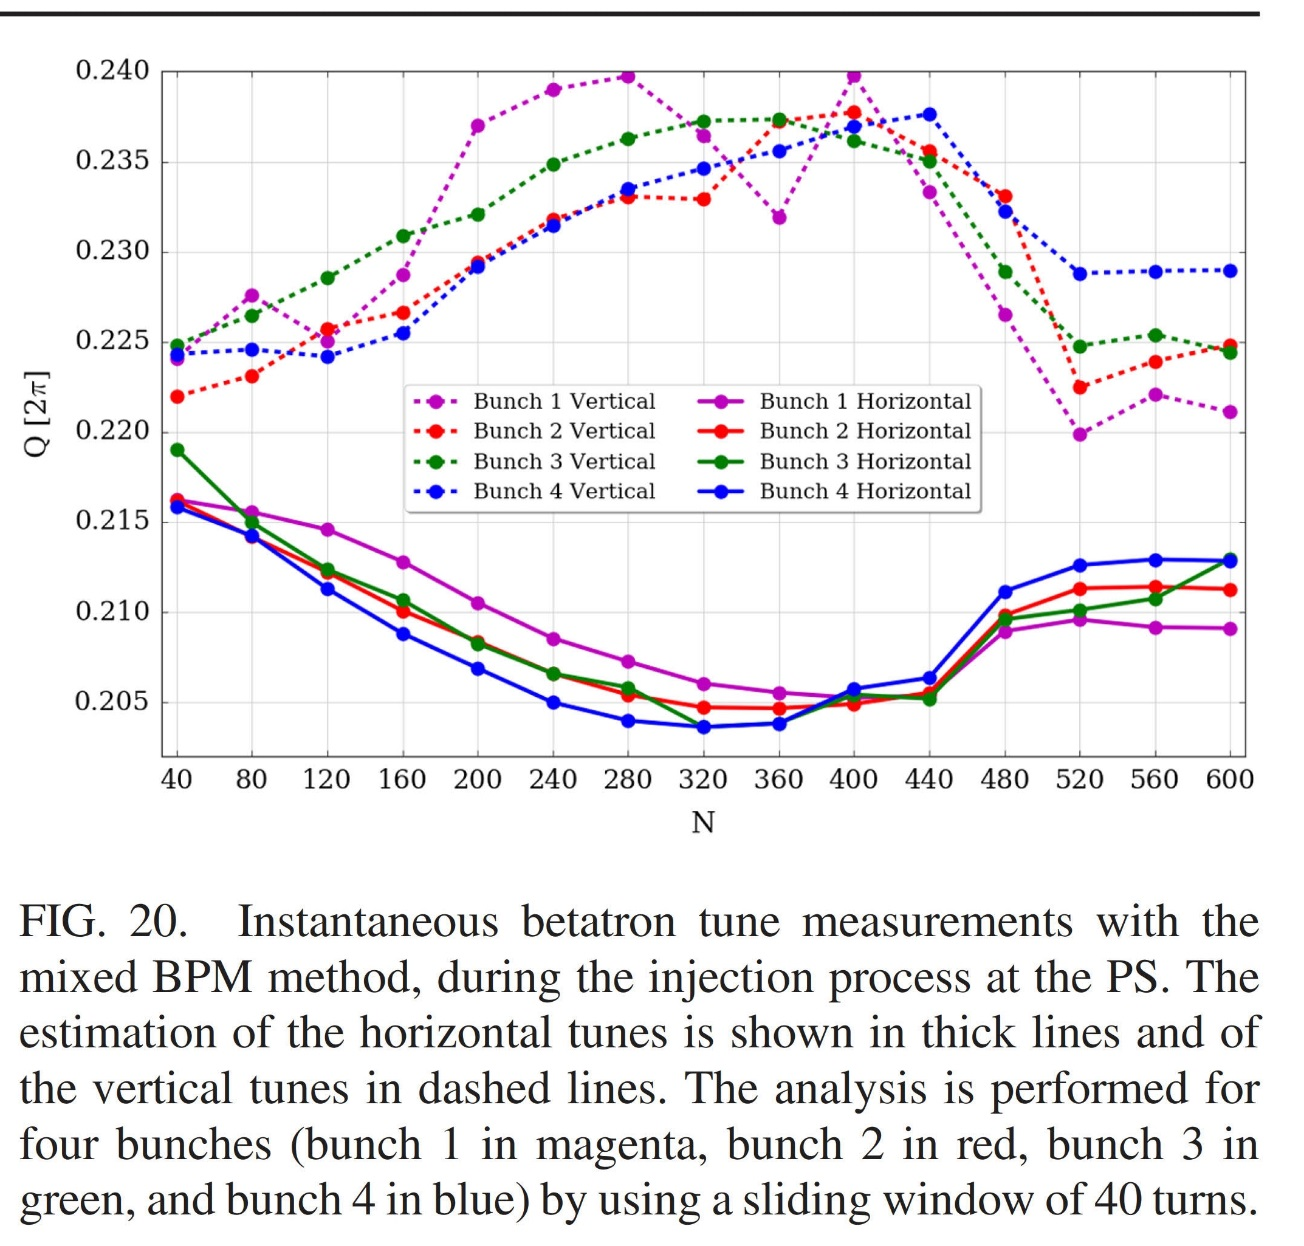 0.240
0.235
0.230
0.225
0.220
0.215
0.210
0.205
Q [2π]
Bunch 1 Vertical
Bunch 2 Vertical
Bunch 3 Vertical
Bunch 4 Vertical
Bunch 1 Horizontal
Bunch 2 Horizontal
Bunch 3 Horizontal
Bunch 4 Horizontal
40 80 120 160 200 240 280 320 360 400 440 480 520 560 600
N
FIG. 20. Instantaneous betatron tune measurements with the
mixed BPM method, during the injection process at the PS. The
estimation of the horizontal tunes is shown in thick lines and of
the vertical tunes in dashed lines. The analysis is performed for
four bunches (bunch 1 in magenta, bunch 2 in red, bunch 3 in
green, and bunch 4 in blue) by using a sliding window of 40 turns.